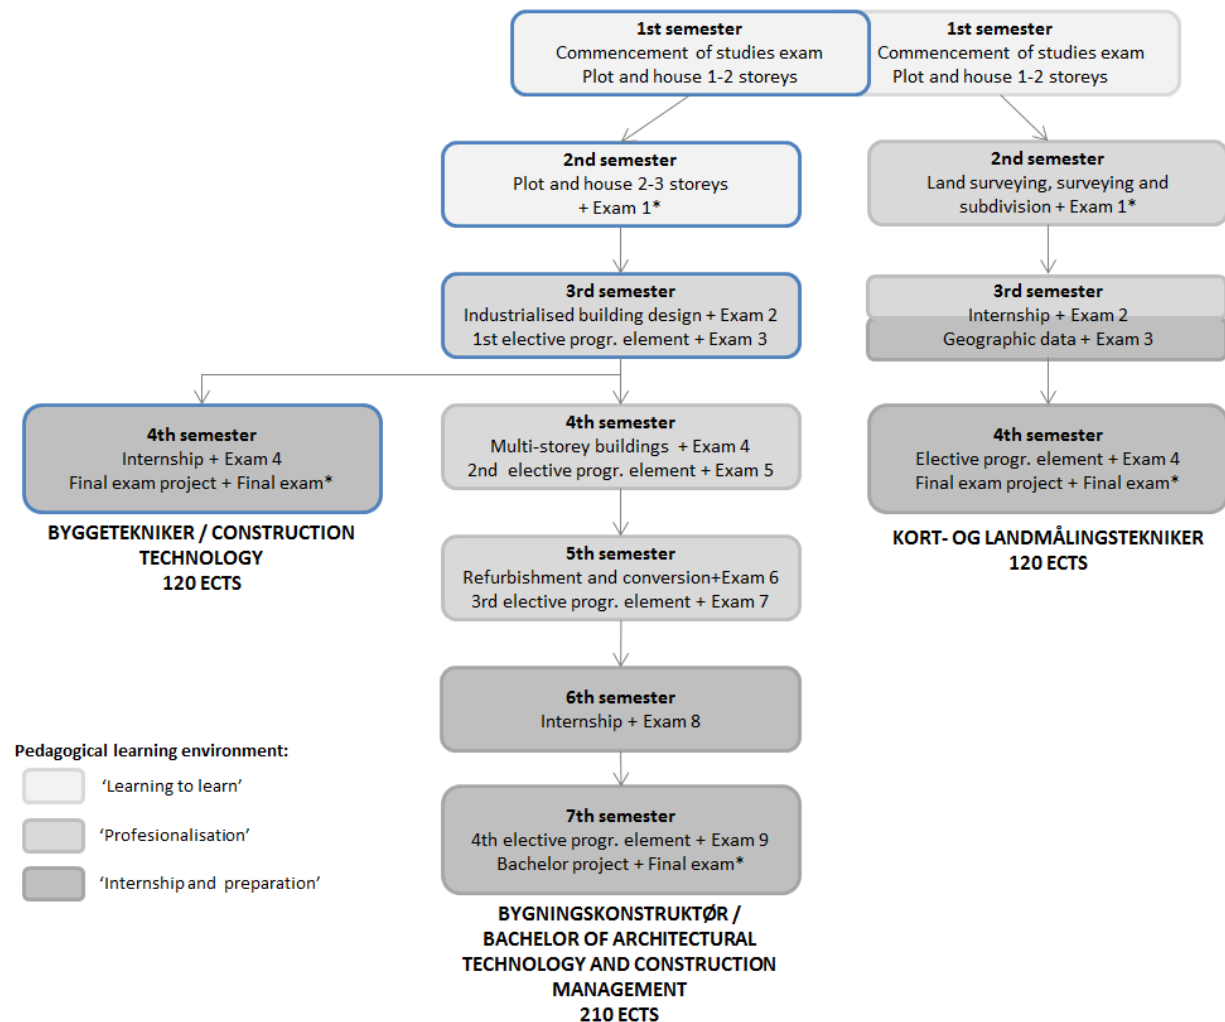 1st semester
Commencement of studies exam
Plot and house 1-2 storeys
1st semester
Commencement of studies exam
Plot and house 1-2 storeys
2nd semester
Plot and house 2-3 storeys
+ Exam 1*
2nd semester
Land surveying, surveying and
subdivision + Exam 1*
3rd semester
Industrialised building design + Exam 2
1st elective progr. element + Exam 3
3rd semester
Internship + Exam 2
Geographic data + Exam 3
4th semester
Internship + Exam 4
Final exam project + Final exam*
BYGGETEKNIKER / CONSTRUCTION
TECHNOLOGY
120 ECTS
4th semester
Multi-storey buildings + Exam 4
2nd elective progr. element + Exam 5
4th semester
Elective progr. element + Exam 4
Final exam project + Final exam*
KORT- OG LANDMÅLINGSTEKNIKER
120 ECTS
5th semester
Refurbishment and conversion+Exam 6
3rd elective progr. element + Exam 7
6th semester
Internship + Exam 8
7th semester
4th elective progr. element + Exam 9
Bachelor project + Final exam*
BYGNINGSKONSTRUKTØR /
BACHELOR OF ARCHITECTURAL
TECHNOLOGY AND CONSTRUCTION
MANAGEMENT
210 ECTS
Pedagogical learning environment:
‘Learning to learn’
‘Profesionalisation’
‘Internship and preparation’